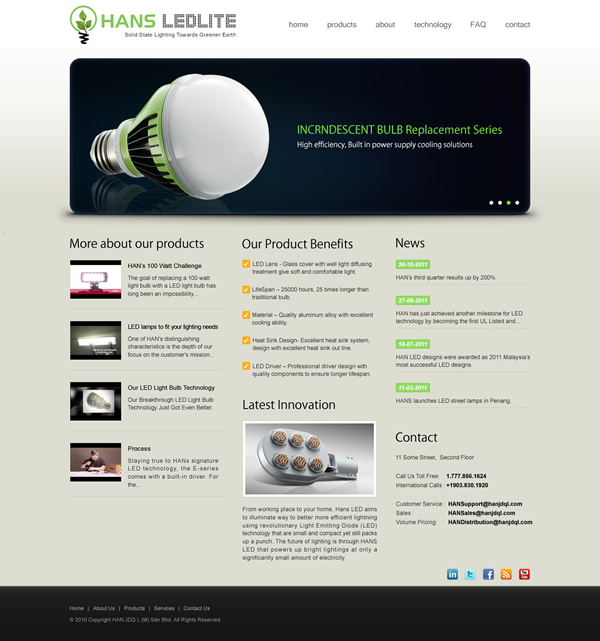 HANS LEDLITE
Solid State Lighting Towards Greener Earth
home products about technology FAQ contact
INCRNDESCENT BULB Replacement Series
High efficiency, Built in power supply cooling solutions
More about our products
HAN's 100 Watt Challenge
The goal of replacing a 100 watt
light bulb with a LED light bulb has
long been an impossibility...
LED lamps to fit your lighting needs
One of HAN's distinguishing
characteristics is the depth of our
focus on the customer's mission...
Our LED Light Bulb Technology
Our Breakthrough LED Light Bulb
Technology Just Got Even Better.
Process
Staying true to HANs signature
LED technology, the E-series
comes with a built-in driver. For
the...
Our Product Benefits
LED Lens - Glass cover with well light diffusing
treatment give soft and comfortable light.
LifeSpan – 25000 hours, 25 times longer than
traditional bulb.
Material – Quality aluminum alloy with excellent
cooling ability.
Heat Sink Design- Excellent heat sink system,
design with excellent heat sink out line.
LED Driver – Professional driver design with
quality components to ensure longer lifespan.
Latest Innovation
From working place to your home, Hans LED aims
to illuminate way to better more efficient lightning
using revolutionary Light Emitting Diode (LED)
technology that are small and compact yet still packs
up a punch. The future of lighting is through HANS
LED that powers up bright lightings at only a
significantly small amount of electricity.
News
20-10-2011
HAN's third quarter results up by 200%.
27-08-2011
HAN has just achieved another milestone for LED
technology by becoming the first UL Listed and...
18-07-2011
HAN LED designs were awarded as 2011 Malaysia's
most successful LED designs.
11-03-2011
HANS launches LED street lamps in Penang.
Contact
11 Some Street, Second Floor
Call Us Toll Free: 1.777.856.1624
International Calls : +1903.830.1920
Customer Service : HANSupport@hanjdql.com
Sales : HANSales@hanjdql.com
Volume Pricing: HANDistribution@hanjdql.com
Home | About Us | Products | Services | Contact Us
© 2010 Copyright HAN JDQ L (M) Sdn Bhd. All Rights Reserved.